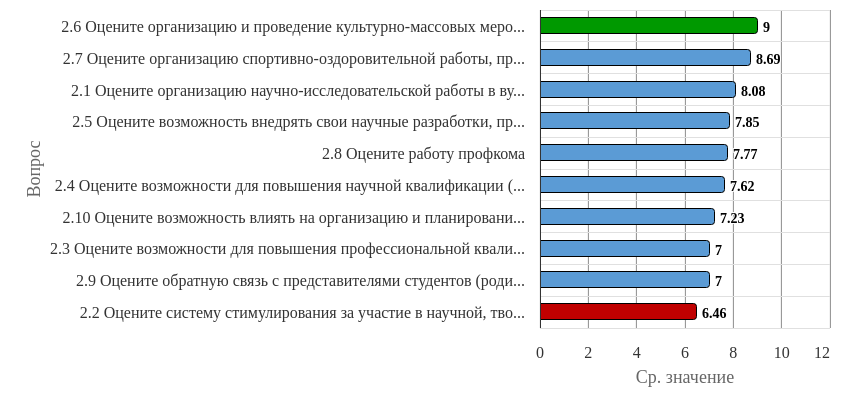 2.6 Оцените организацию и проведение культурно-массовых меро... 9
2.7 Оцените организацию спортивно-оздоровительной работы, пр... 8.69
2.1 Оцените организацию научно-исследовательской работы в ву... 8.08
2.5 Оцените возможность внедрять свои научные разработки, пр... 7.85
2.8 Оцените работу профкома 7.77
2.4 Оцените возможности для повышения научной квалификации (... 7.62
2.10 Оцените возможность влиять на организацию и планировани... 7.23
2.3 Оцените возможности для повышения профессиональной квали... 7
2.9 Оцените обратную связь с представителями студентов (роди... 7
2.2 Оцените систему стимулирования за участие в научной, тво... 6.46
Вопрос
0 2 4 6 8 10 12
Ср. значение